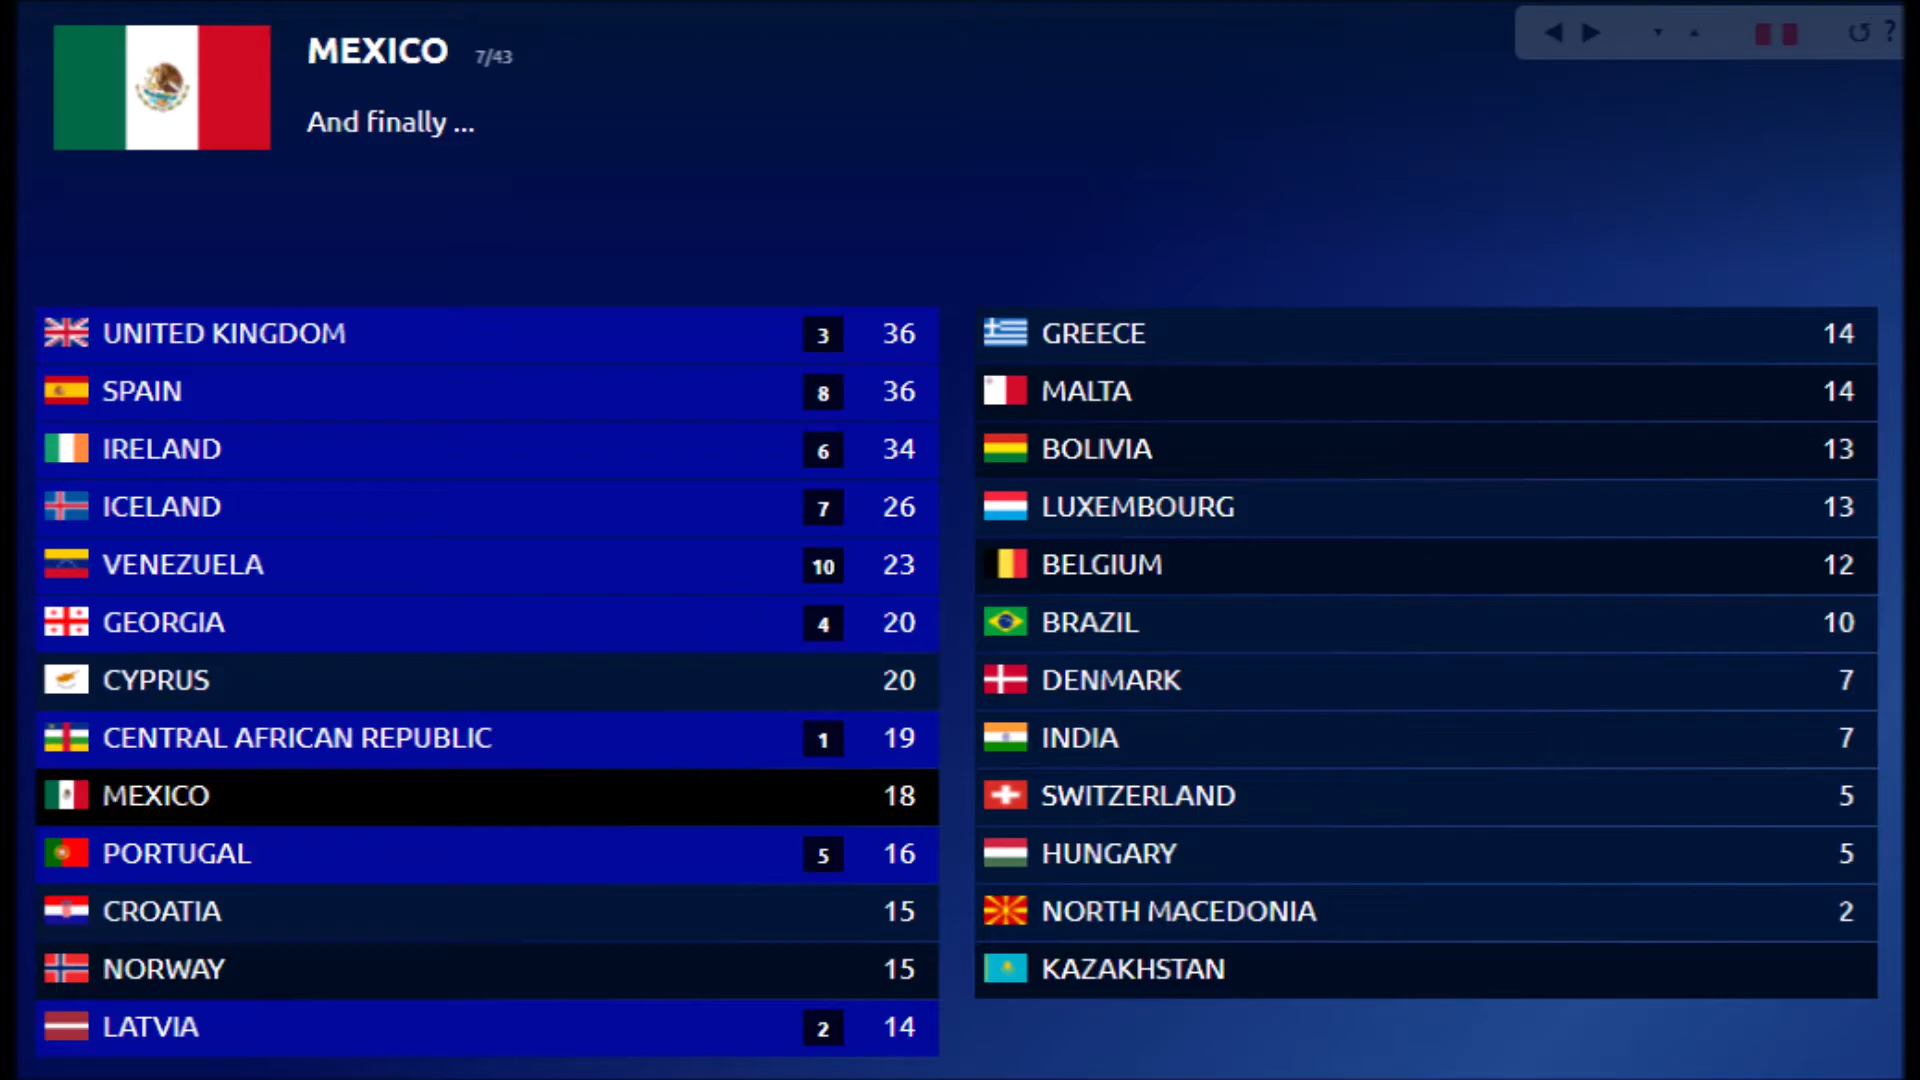 MEXICO 7/43
And finally ...
?
UNITED KINGDOM 3 36
SPAIN 8 36
IRELAND 6 34
ICELAND 7 26
VENEZUELA 10 23
GEORGIA 4 20
CYPRUS 20
CENTRAL AFRICAN REPUBLIC 1 19
MEXICO 18
PORTUGAL 5 16
CROATIA 15
NORWAY 15
LATVIA 2 14
GREECE 14
MALTA 14
BOLIVIA 13
LUXEMBOURG 13
BELGIUM 12
BRAZIL 10
DENMARK 7
INDIA 7
SWITZERLAND 5
HUNGARY 5
NORTH MACEDONIA 2
KAZAKHSTAN